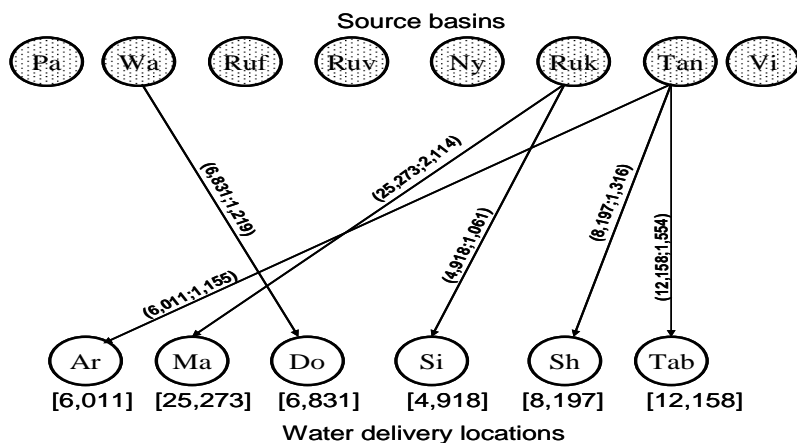 Source basins
Pa Wa Ruf Ruv Ny Ruk Tan Vi
(6,831;1,219)
(25,273;2,114)
(6,011;1,155)
(4,918;1,061)
(8,197;1,316)
(12,158;1,554)
Ar Ma Do Si Sh Tab
[6,011] [25,273] [6,831] [4,918] [8,197] [12,158]
Water delivery locations